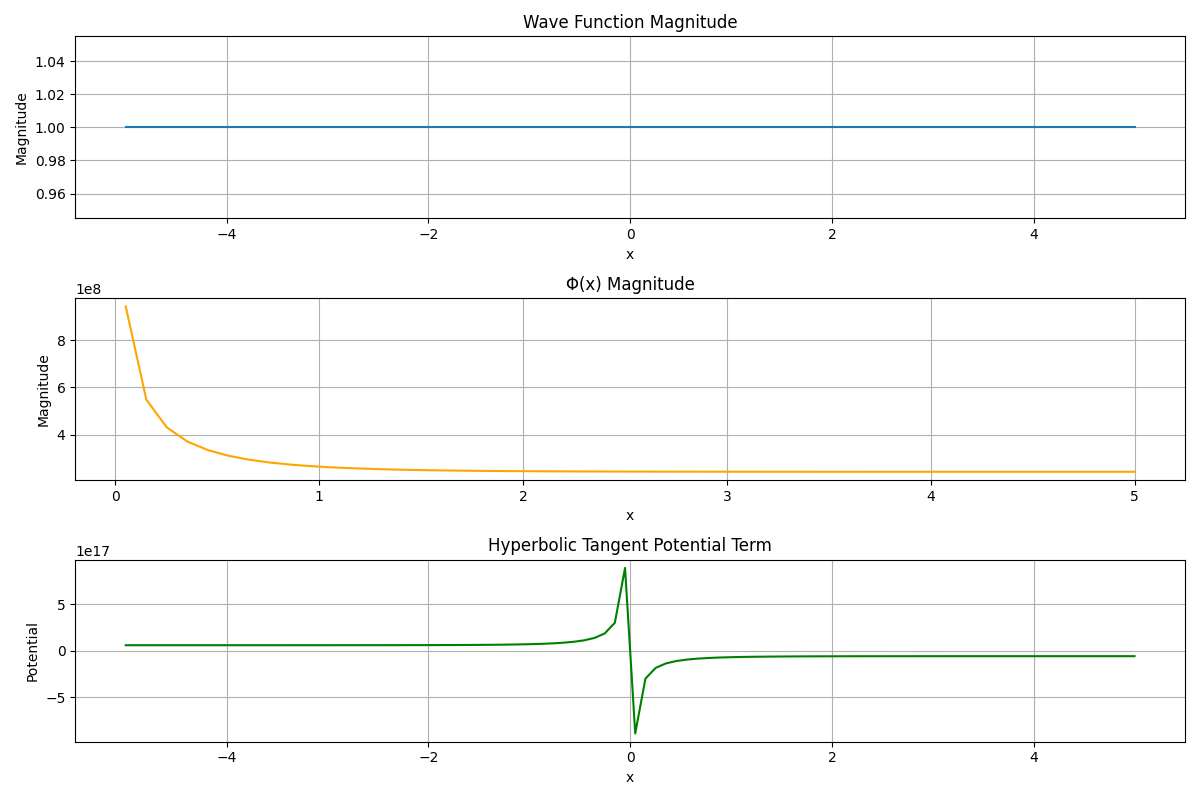 Wave Function Magnitude
1.04
1.02
1.00
0.98
0.96
Magnitude
−4 −2 0 2 4
x
Φ(x) Magnitude
1e8
8
6
4
Magnitude
0 1 2 3 4 5
x
Hyperbolic Tangent Potential Term
1e17
5
0
−5
Potential
−4 −2 0 2 4
x